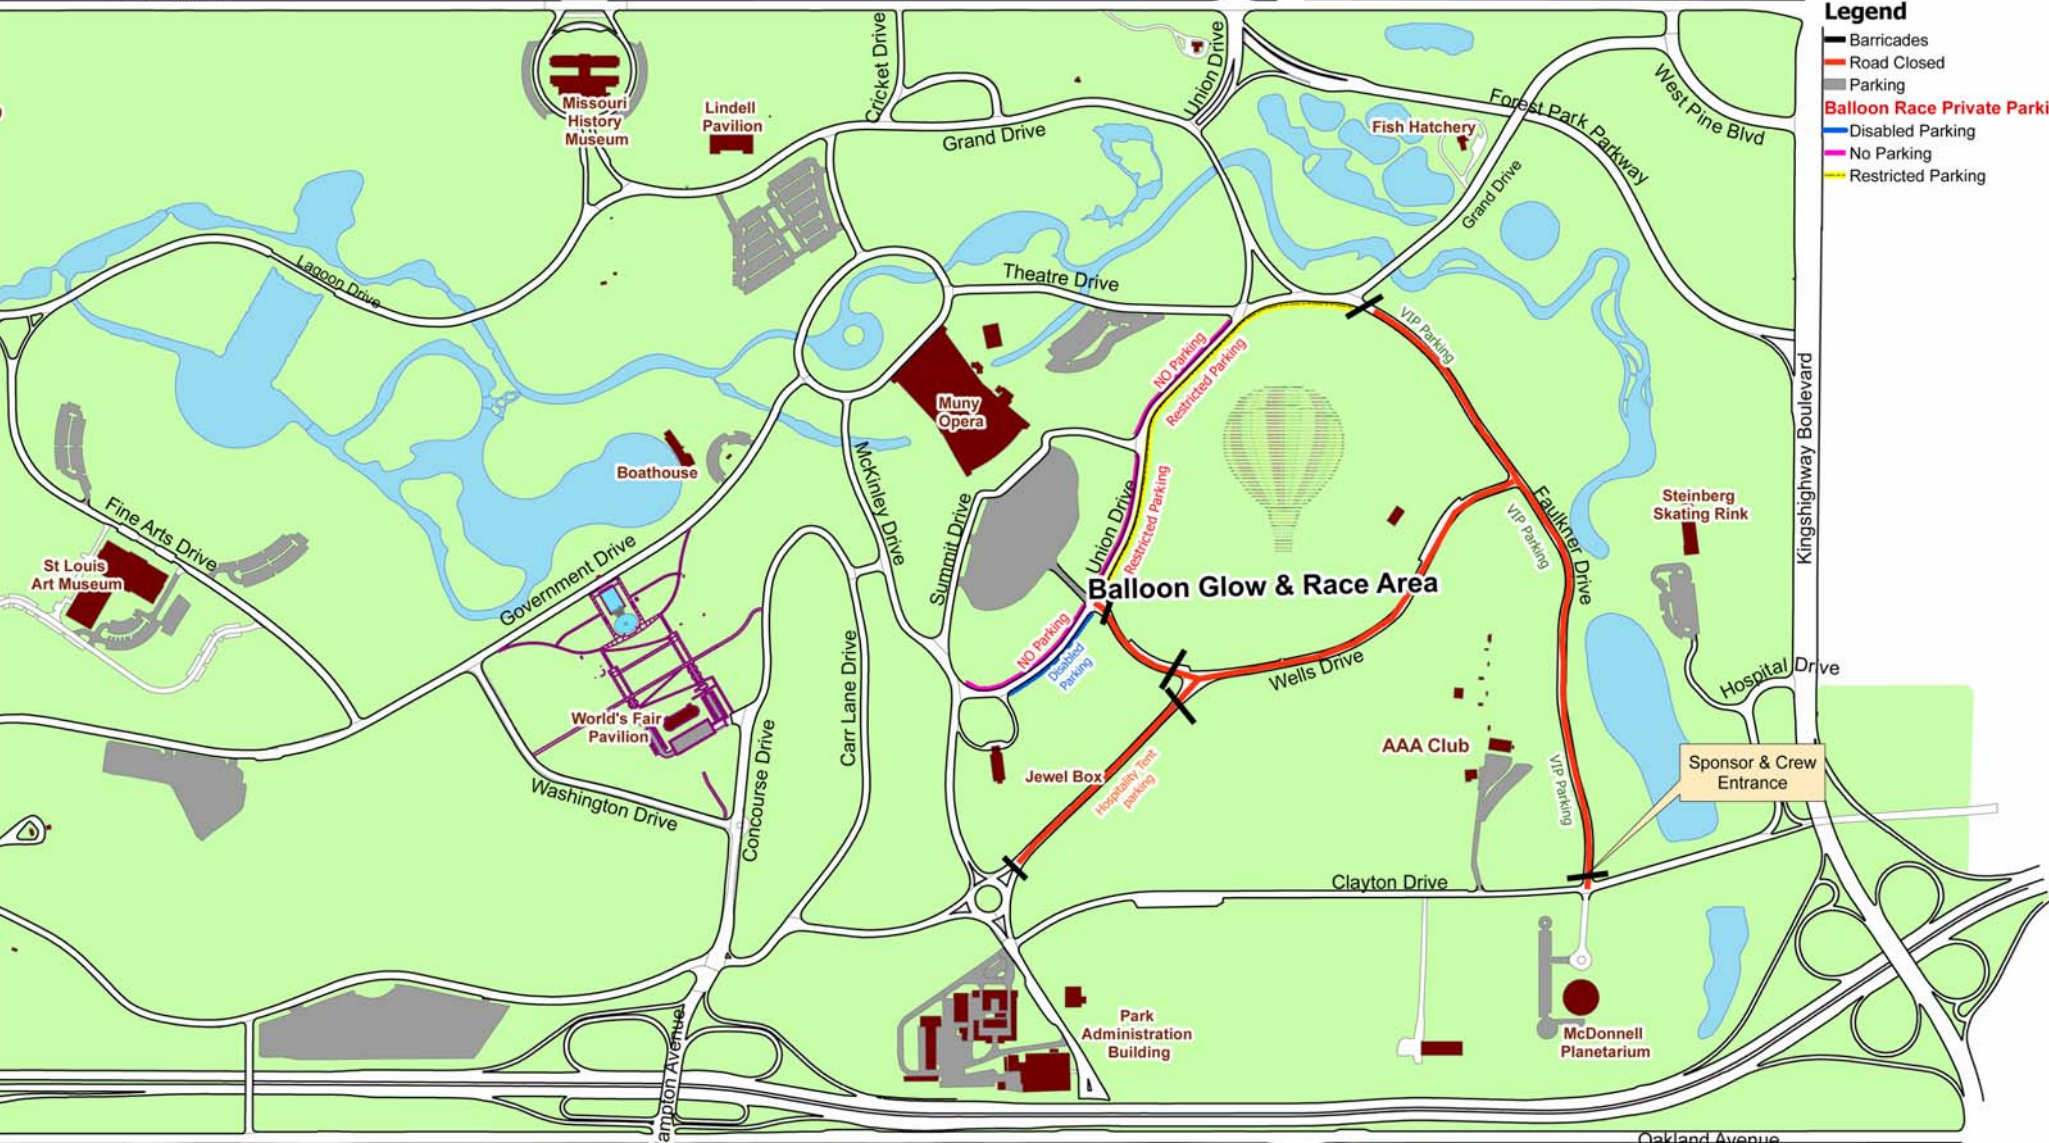 Legend
Barricades
Road Closed
Parking
Balloon Race Private Parki
Disabled Parking
No Parking
Restricted Parking
Missouri
History
Museum
Lindell
Pavilion
Cricket Drive
Grand Drive
Union Drive
Fish Hatchery
Forest Park Parkway
West Pine Blvd
Grand Drive
Lagoon Drive
Theatre Drive
NO Parking
Restricted Parking
VIP Parking
Kingshighway Boulevard
Muny
Opera
Boathouse
McKinley Drive
Summit Drive
Union Drive
Restricted Parking
VIP Parking
Faulkner Drive
Steinberg
Skating Rink
Fine Arts Drive
St Louis
Art Museum
Government Drive
Balloon Glow & Race Area
NO Parking
Disabled
Parking
Wells Drive
Hospital Drive
World's Fair
Pavilion
Carr Lane Drive
Concourse Drive
Washington Drive
Jewel Box
Hospitality Tent
parking
AAA Club
VIP Parking
Sponsor & Crew
Entrance
Clayton Drive
Park
Administration
Building
McDonnell
Planetarium
ampton Avenue
Oakland Avenue